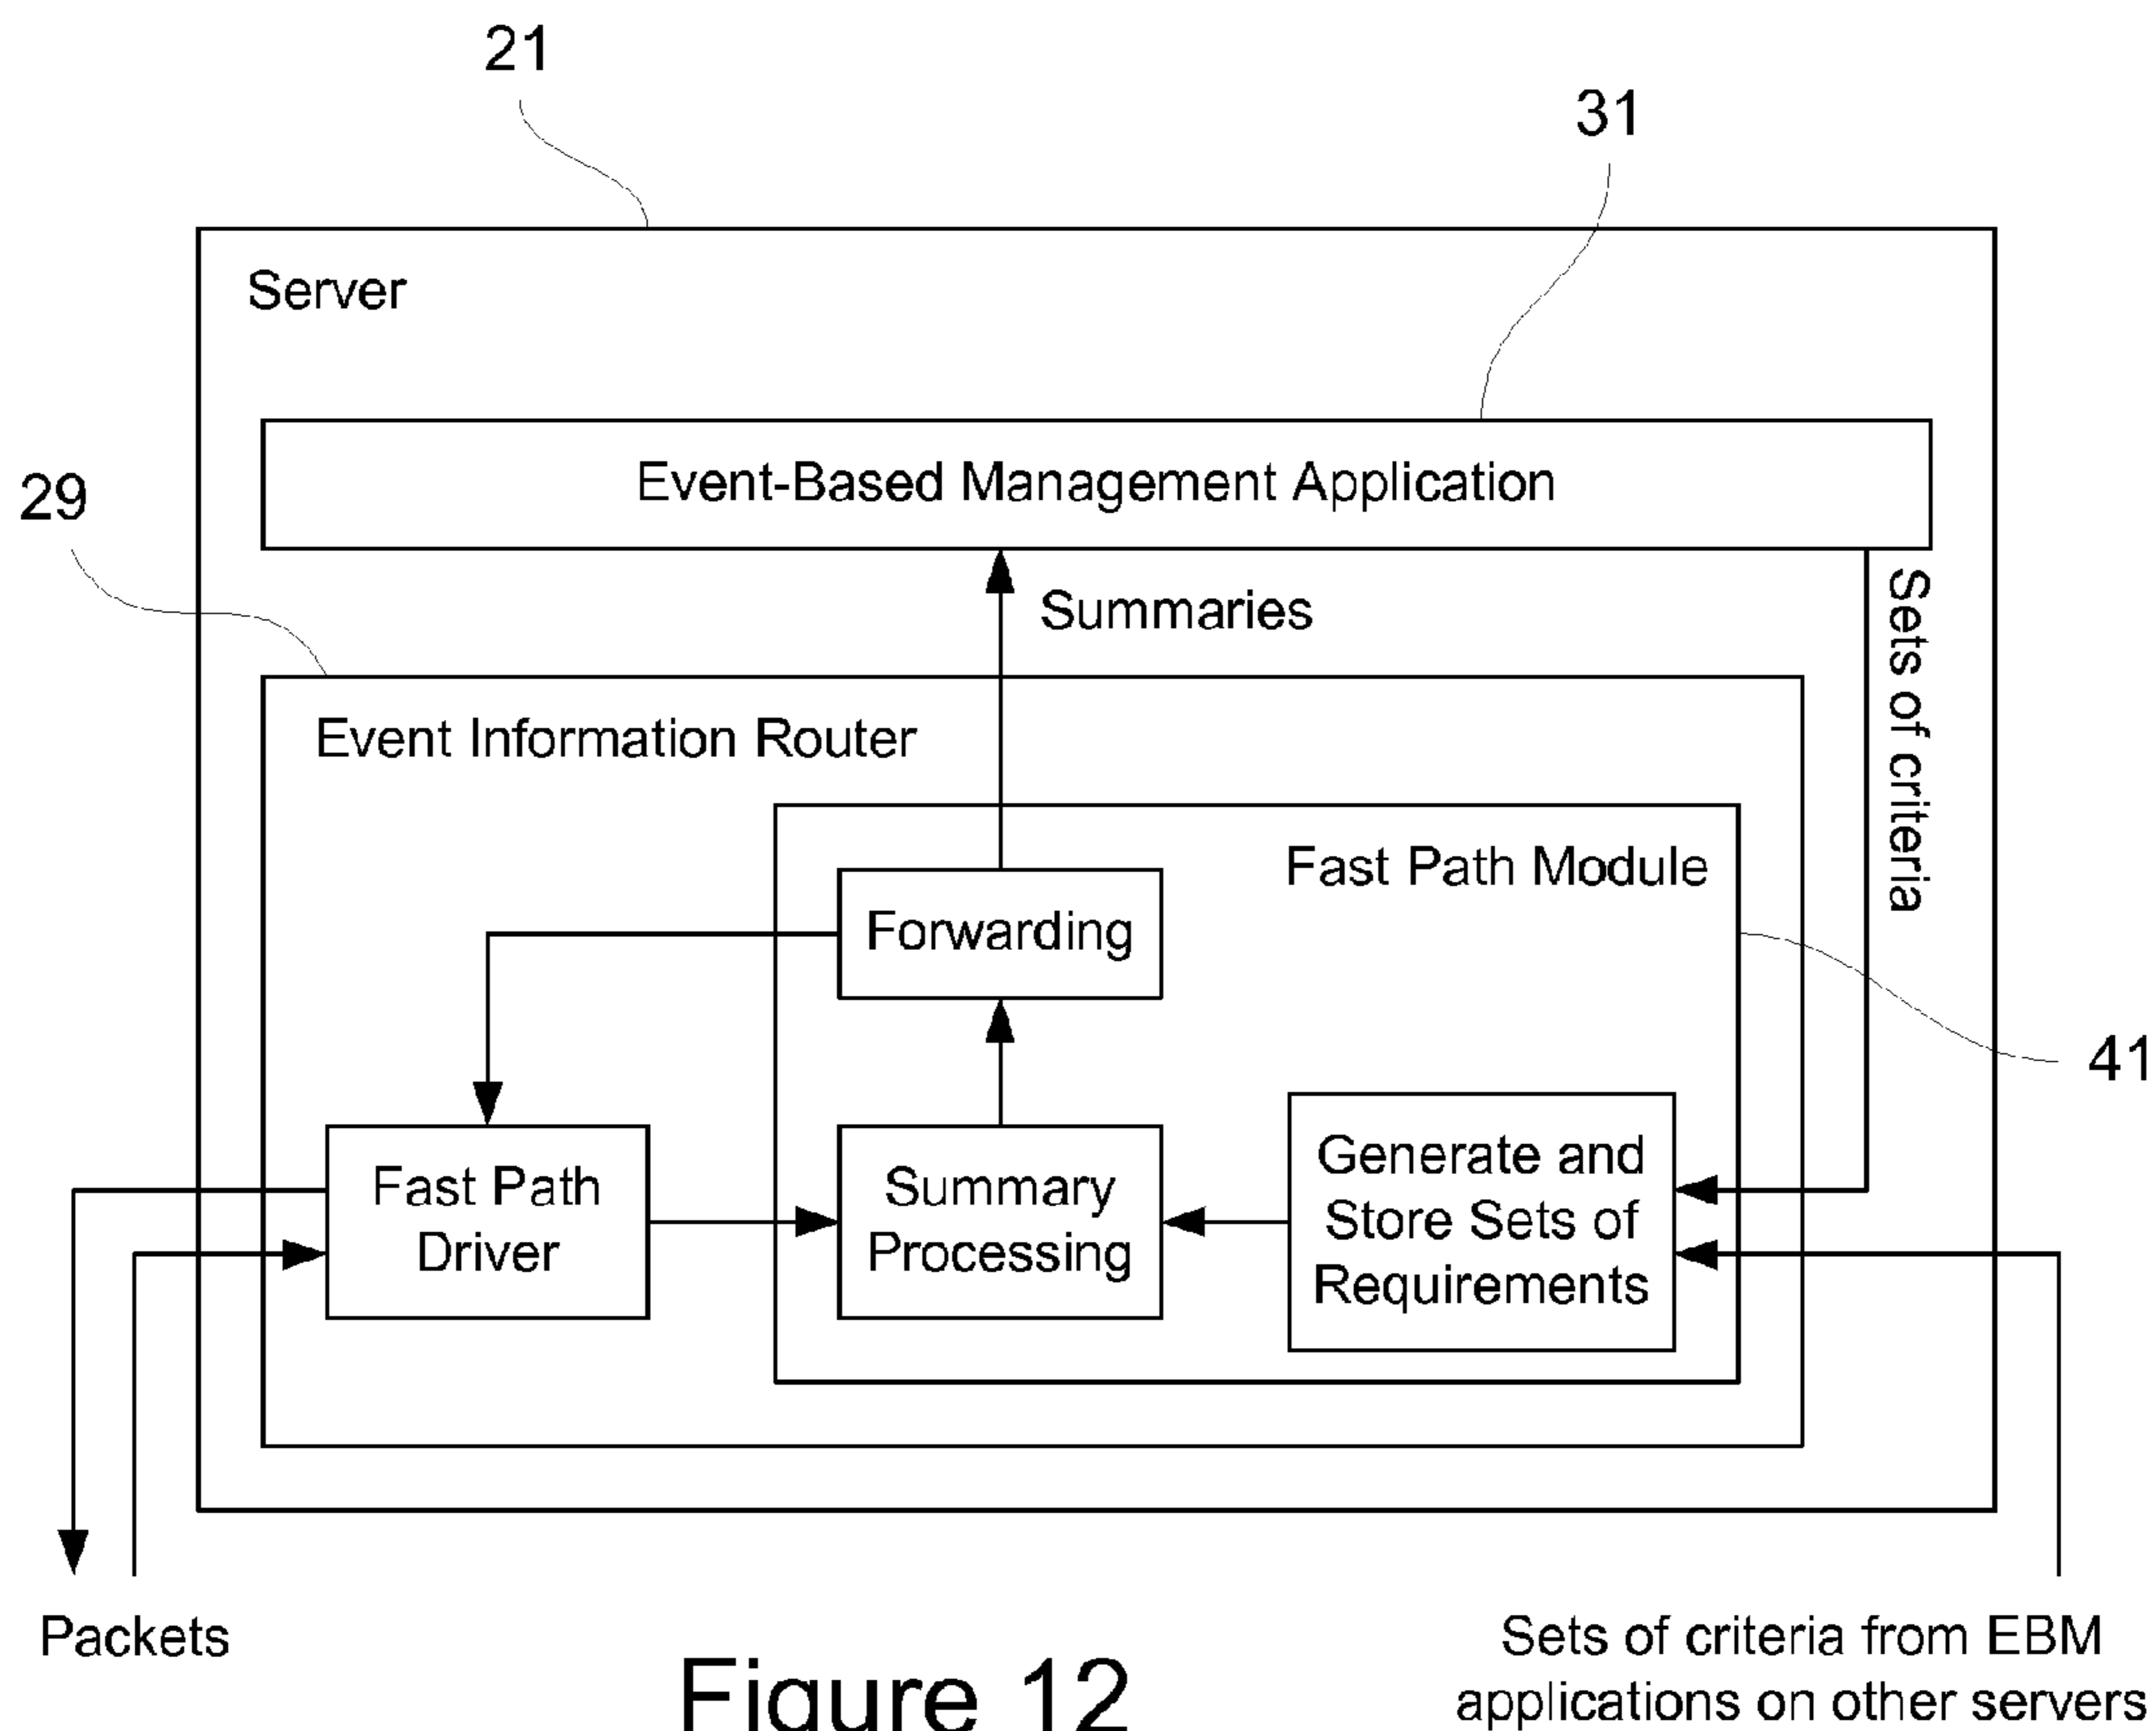 21
31
Server
Event-Based Management Application
29
Summaries
Sets of criteria
Event Information Router
Fast Path Module
Forwarding
41
Fast Path
Driver
Summary
Processing
Generate and
Store Sets of
Requirements
Packets
Sets of criteria from EBM
applications on other servers
Figure 12